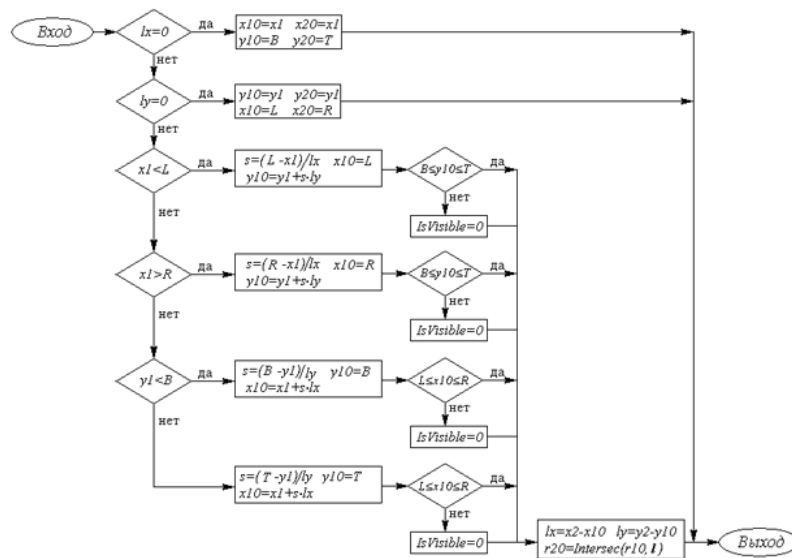 Вход
lx=0
да
x10=x1 x20=x1
y10=B y20=T
нет
ly=0
да
y10=y1 y20=y1
x10=L x20=R
нет
x1<L
да
s=(L -x1)/lx x10=L
y10=y1+s·ly
B≤y10≤T
да
нет
IsVisible=0
нет
x1>R
да
s=(R -x1)/lx x10=R
y10=y1+s·ly
B≤y10≤T
да
нет
IsVisible=0
нет
y1<B
да
s=(B -y1)/ly y10=B
x10=x1+s·lx
L≤x10≤R
да
нет
IsVisible=0
нет
s=(T -y1)/ly y10=T
x10=x1+s·lx
L≤x10≤R
да
нет
IsVisible=0
lx=x2-x10 ly=y2-y10
r20=Intersec(r10, l)
Выход